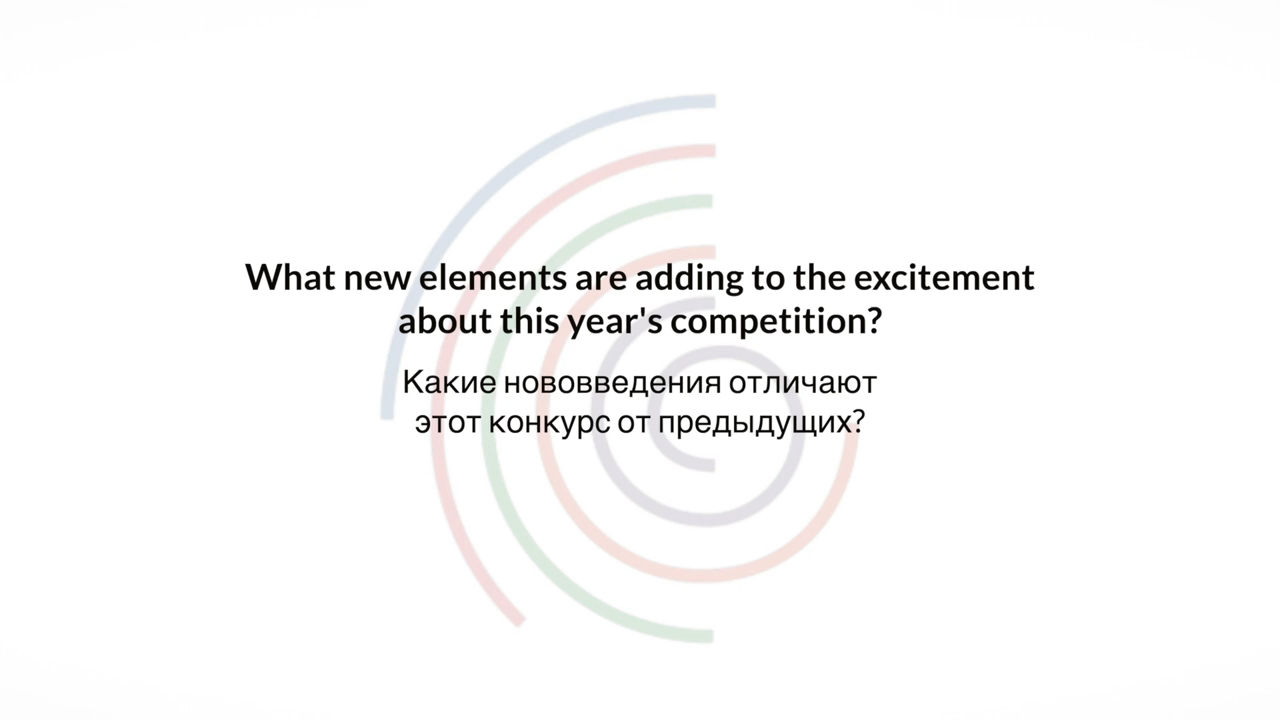 What new elements are adding to the excitement
about this year's competition?
Какие нововведения отличают
этот конкурс от предыдущих?